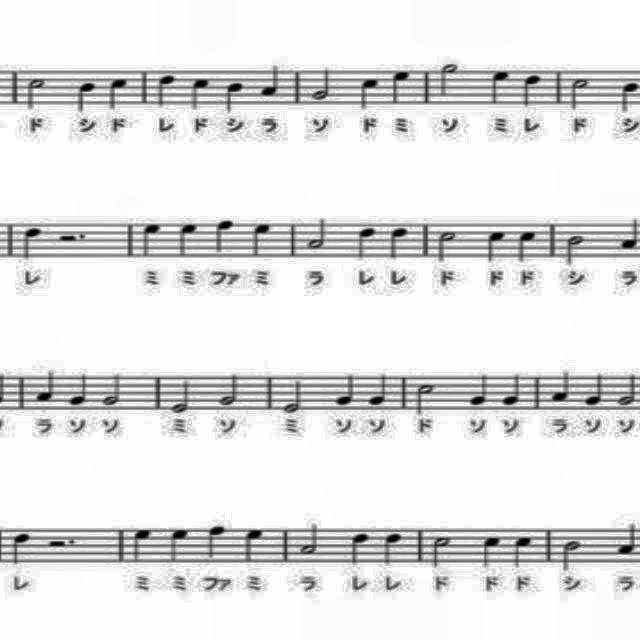 ド シ ド レ ド シ ラ ソ ド ミ ソ ミ レ ド シ
レ ミ ミ ファ ミ ラ レ レ ド ド ド シ ラ
ラ ソ ソ ミ ソ ミ ソ ソ ド ソ ソ ラ ソ ソ
レ ミ ミ ファ ミ ラ レ レ ド ド ド シ ラ